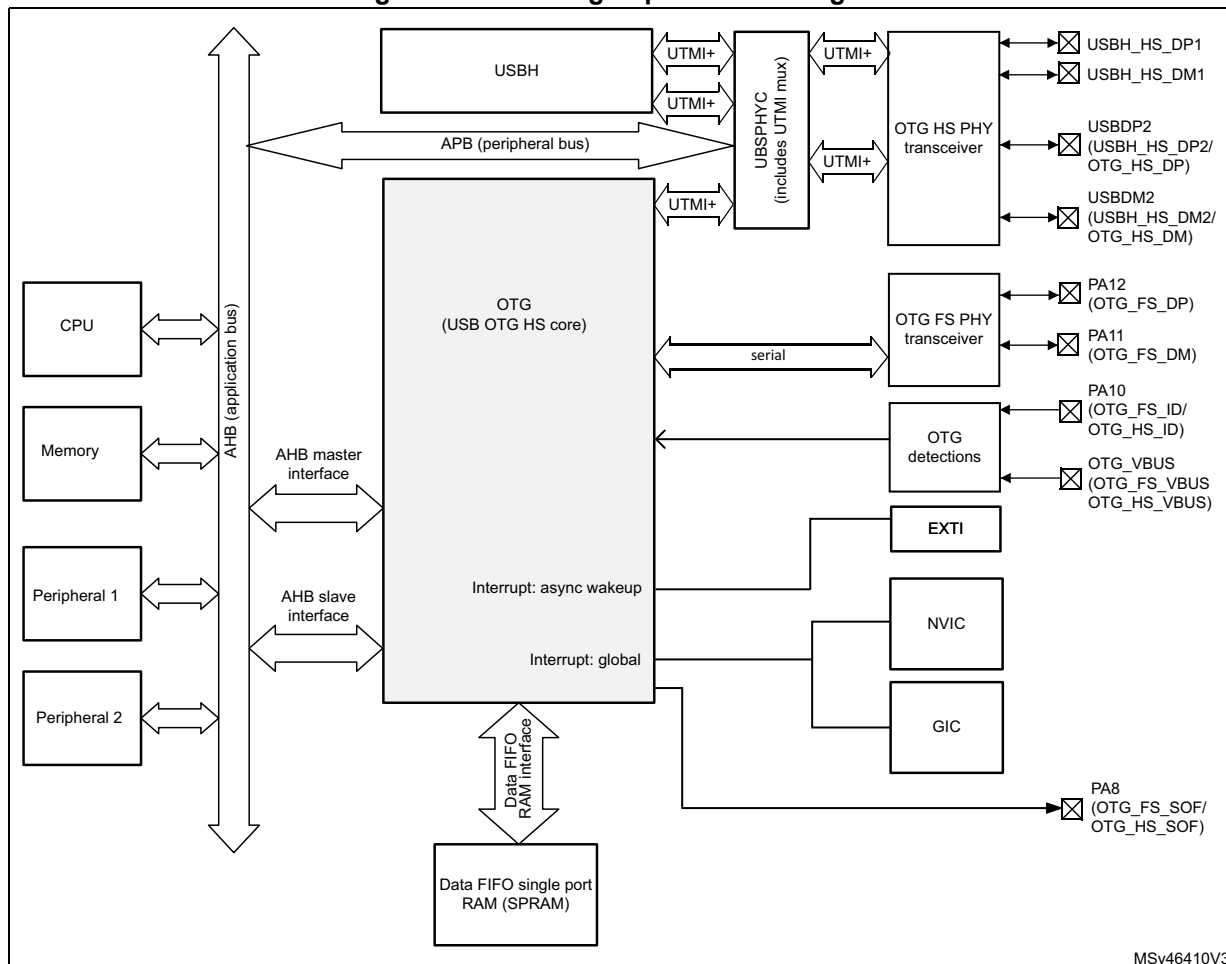 USBH
UTMI+
UTMI+
UTMI+
UTMI+
UTMI+
APB (peripheral bus)
UBSPHYC
(includes UTMI mux)
OTG HS PHY
transceiver
USBH_HS_DP1
USBH_HS_DM1
USBDP2
(USBH_HS_DP2/
OTG_HS_DP)
USBDM2
(USBH_HS_DM2/
OTG_HS_DM)
AHB (application bus)
CPU
Memory
Peripheral 1
Peripheral 2
AHB master
interface
AHB slave
interface
OTG
(USB OTG HS core)
serial
OTG FS PHY
transceiver
PA12
(OTG_FS_DP)
PA11
(OTG_FS_DM)
OTG
detections
PA10
(OTG_FS_ID/
OTG_HS_ID)
OTG_VBUS
(OTG_FS_VBUS
OTG_HS_VBUS)
Interrupt: async wakeup
EXTI
Interrupt: global
NVIC
GIC
PA8
(OTG_FS_SOF/
OTG_HS_SOF)
Data FIFO
RAM interface
Data FIFO single port
RAM (SPRAM)
MSv46410V3